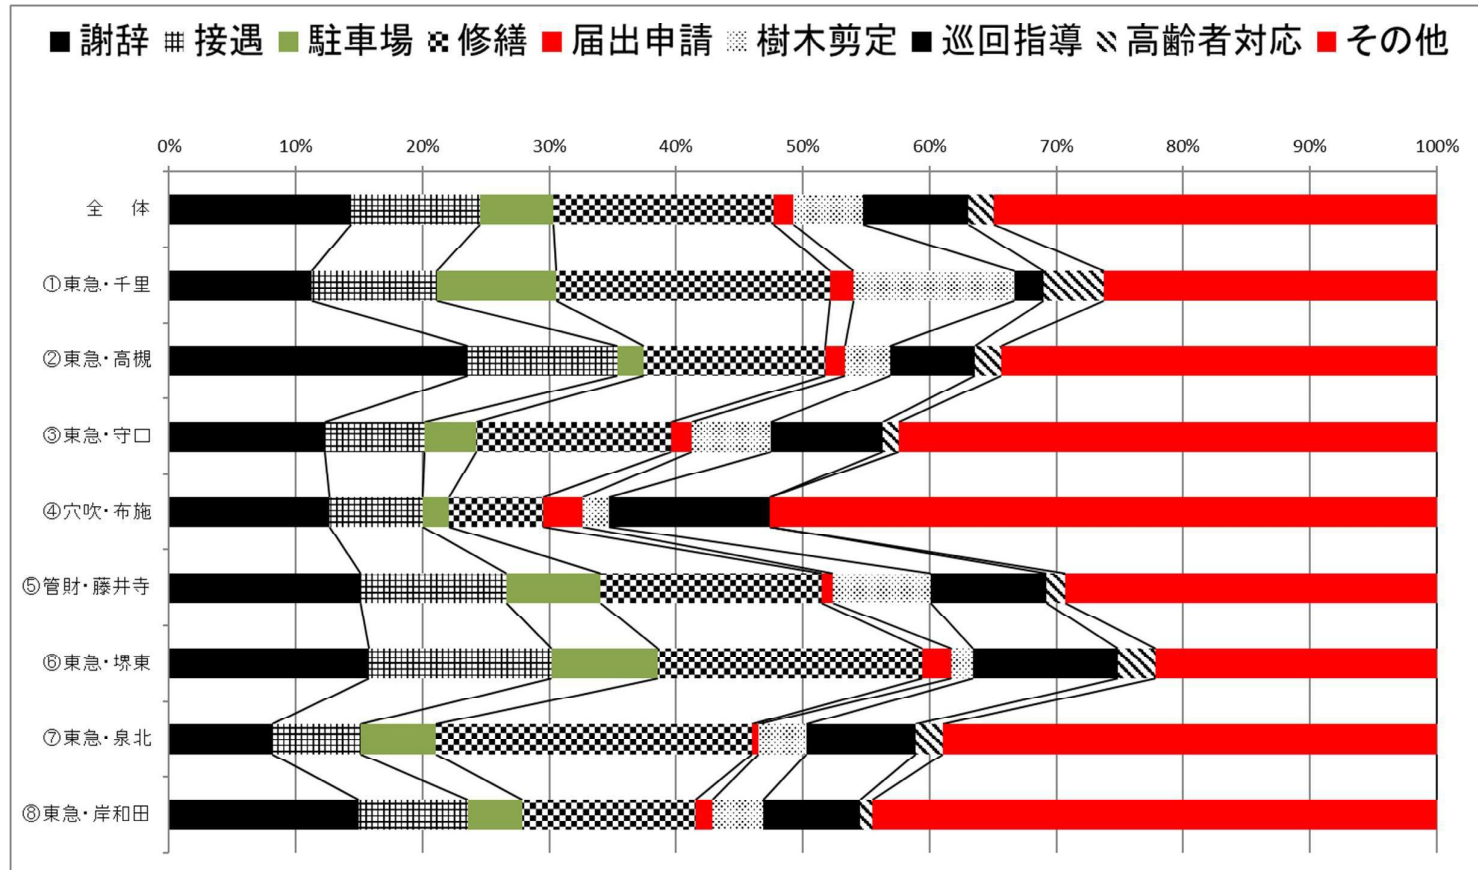 謝辞 接遇 駐車場 修繕 届出申請 樹木剪定 巡回指導 高齢者対応 その他
0% 10% 20% 30% 40% 50% 60% 70% 80% 90% 100%
全 体
①東急・千里
②東急・高槻
③東急・守口
④穴吹・布施
⑤管財・藤井寺
⑥東急・堺東
⑦東急・泉北
⑧東急・岸和田